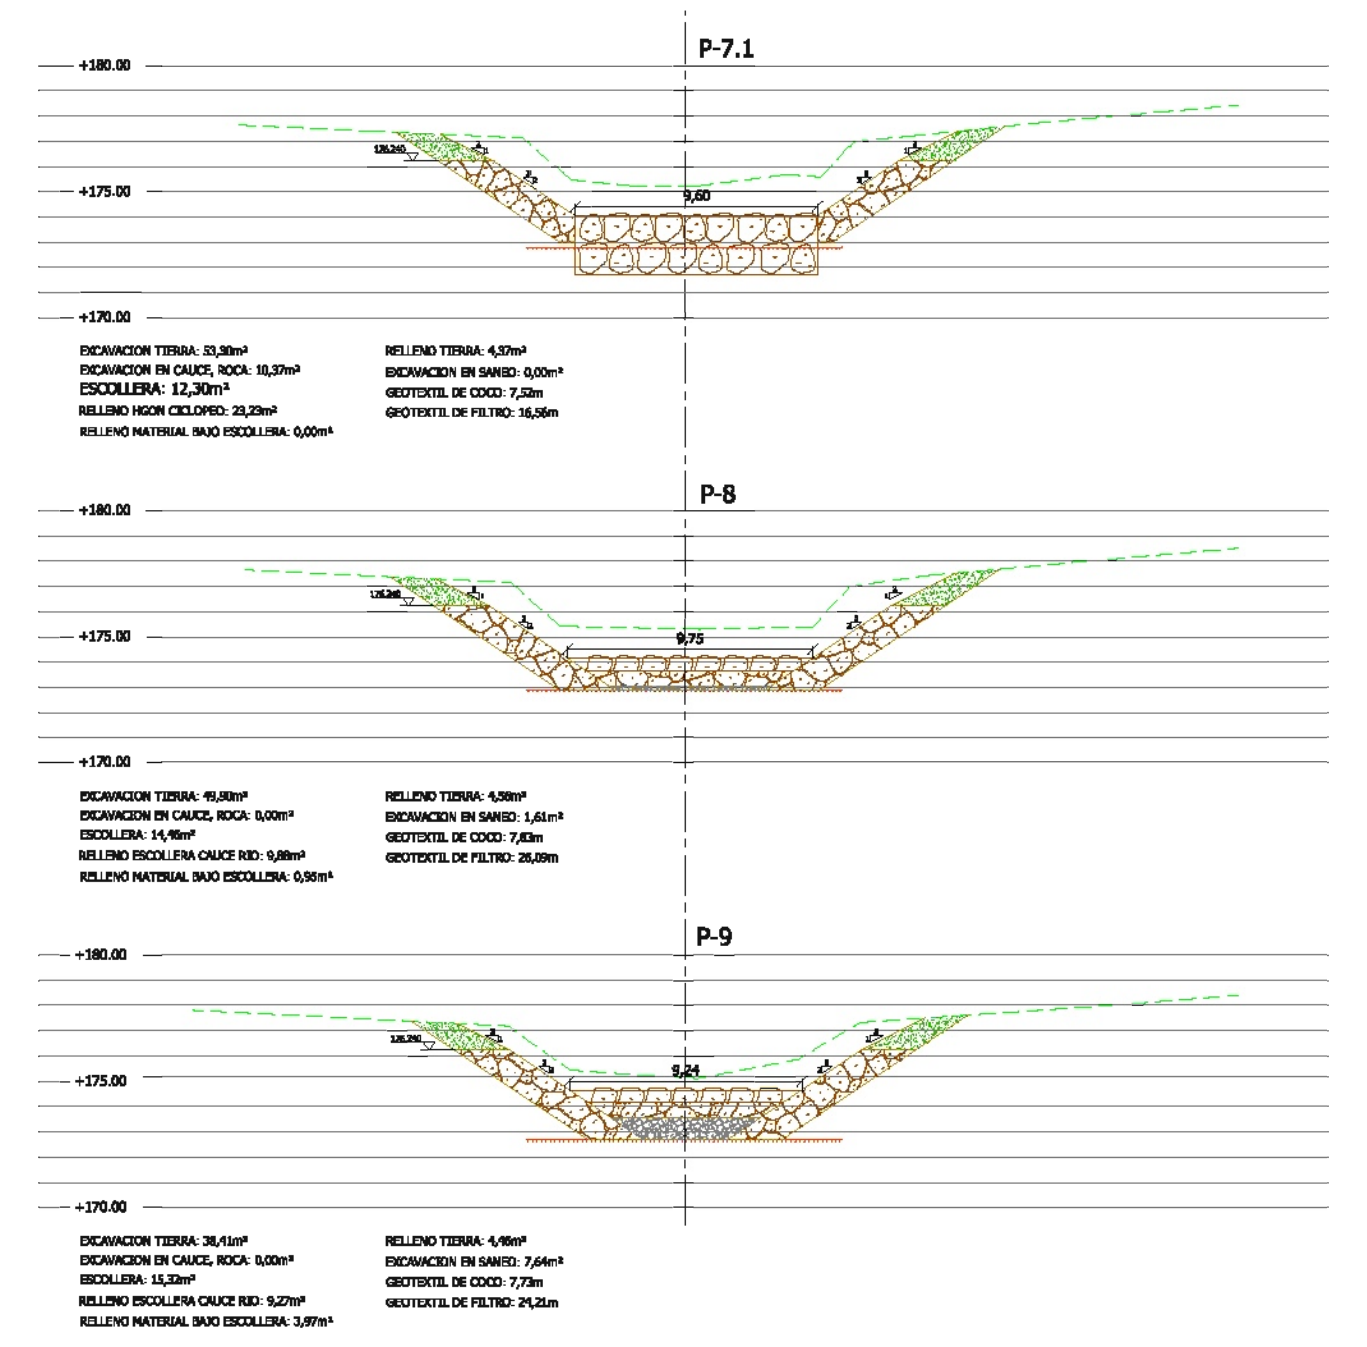 P-7.1
+180.00
176.240
+175.00
9,60
+170.00
EXCAVACION TIERRA: 53,90m²
EXCAVACION EN CAUCE, ROCA: 10,37m²
ESCOLLERA: 12,30m²
RELLENO HGON CICLOPEO: 23,23m²
RELLENO MATERIAL BAJO ESCOLLERA: 0,00m²
RELLENO TIERRA: 4,37m²
EXCAVACION EN SANEO: 0,00m²
GEOTEXTIL DE COCO: 7,52m
GEOTEXTIL DE FILTRO: 16,56m
P-8
+180.00
176.240
+175.00
9,75
+170.00
EXCAVACION TIERRA: 49,90m²
EXCAVACION EN CAUCE, ROCA: 0,00m²
ESCOLLERA: 14,46m²
RELLENO ESCOLLERA CAUCE RIO: 9,88m²
RELLENO MATERIAL BAJO ESCOLLERA: 0,95m²
RELLENO TIERRA: 4,56m²
EXCAVACION EN SANEO: 1,61m²
GEOTEXTIL DE COCO: 7,83m
GEOTEXTIL DE FILTRO: 26,09m
P-9
+180.00
176.240
+175.00
9,24
+170.00
EXCAVACION TIERRA: 38,41m²
EXCAVACION EN CAUCE, ROCA: 0,00m²
ESCOLLERA: 15,32m²
RELLENO ESCOLLERA CAUCE RIO: 9,27m²
RELLENO MATERIAL BAJO ESCOLLERA: 3,97m²
RELLENO TIERRA: 4,46m²
EXCAVACION EN SANEO: 7,64m²
GEOTEXTIL DE COCO: 7,73m
GEOTEXTIL DE FILTRO: 24,21m